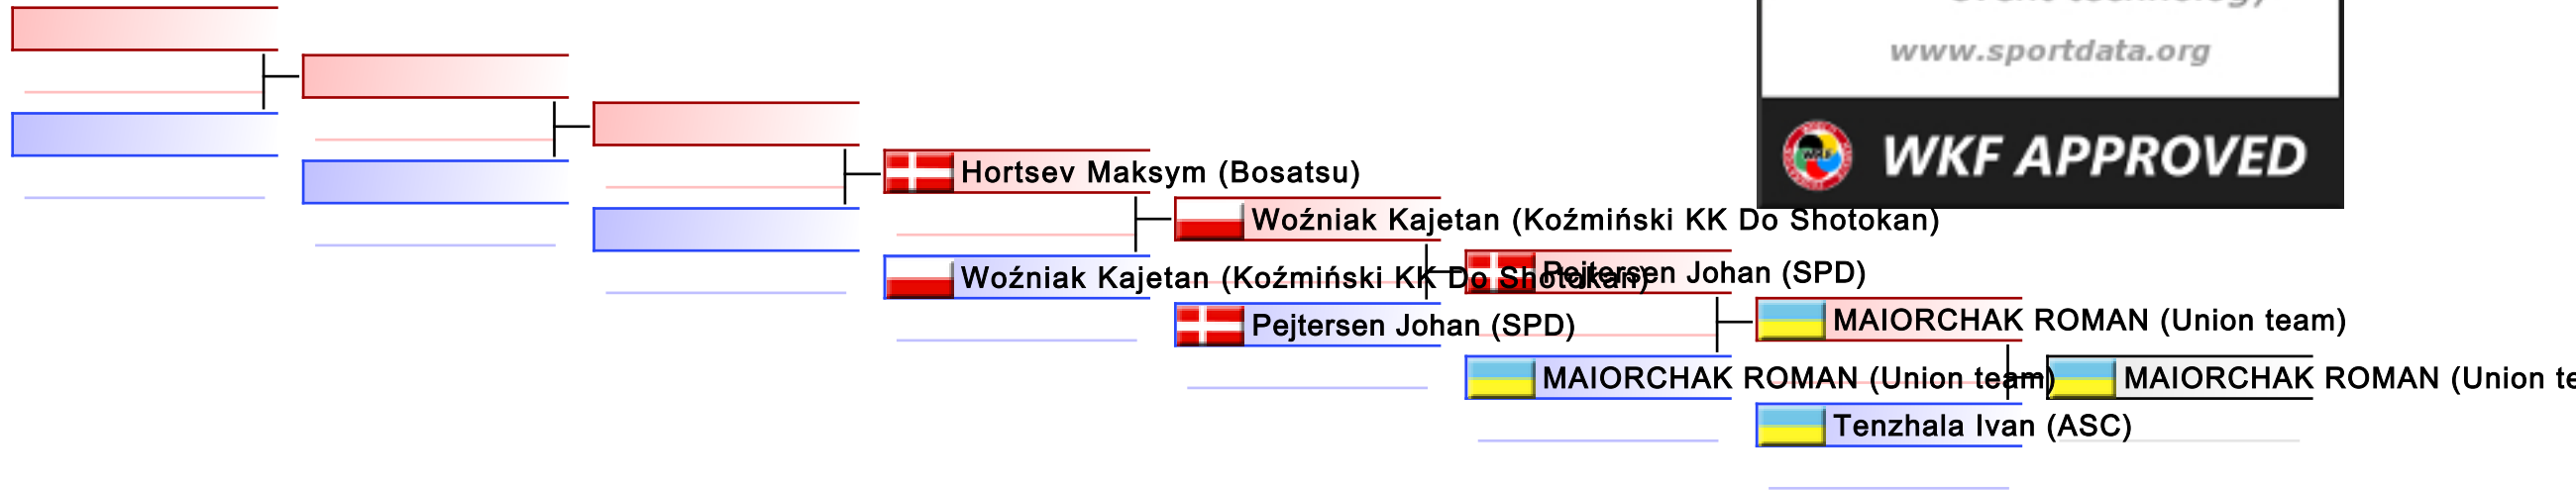 www.sportdata.org
WKF APPROVED
Hortsev Maksym (Bosatsu)
Woźniak Kajetan (Koźmiński KK Do Shotokan)
Woźniak Kajetan (Koźmiński KK Do Shotokan)
Pejtersen Johan (SPD)
Pejtersen Johan (SPD)
MAIORCHAK ROMAN (Union team)
MAIORCHAK ROMAN (Union team)
MAIORCHAK ROMAN (Union te
Tenzhala Ivan (ASC)